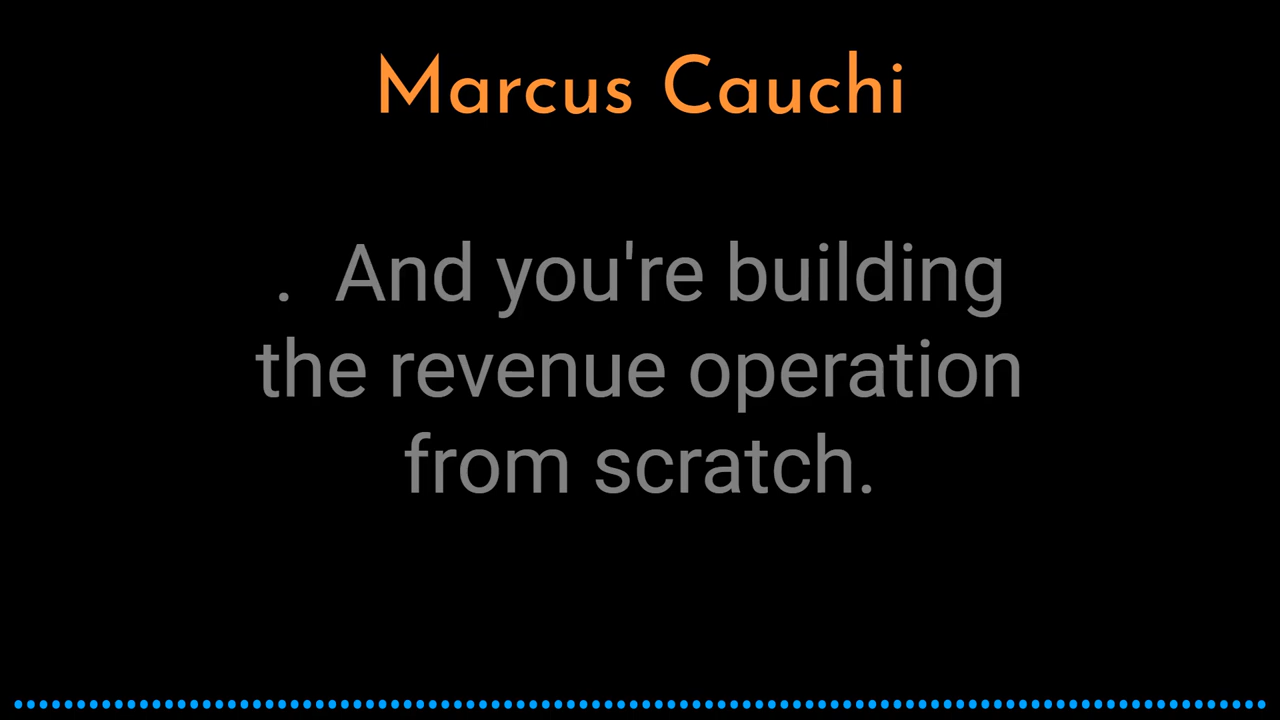 Marcus Cauchi
. And you're building
the revenue operation
from scratch.